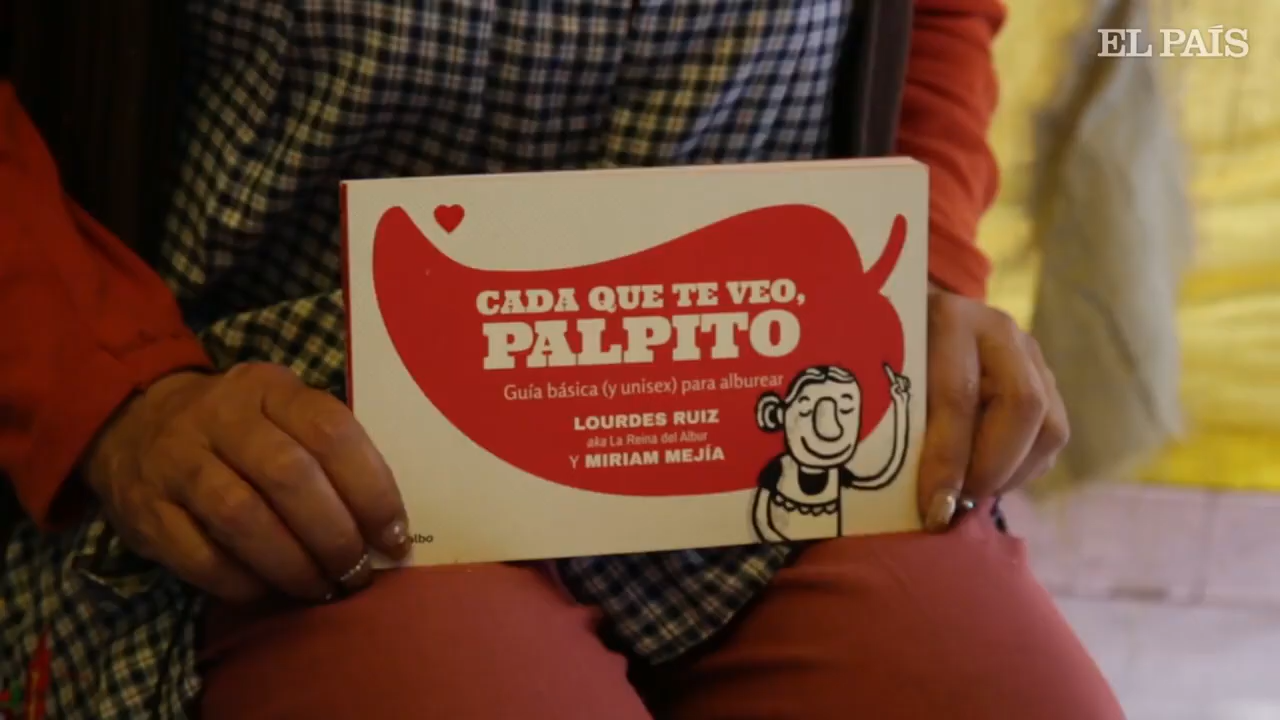 EL PAÍS
CADA QUE TE VEO,
PALPITO
Guía básica (y unisex) para alburear
LOURDES RUIZ
aka La Reina del Albur
Y MIRIAM MEJÍA